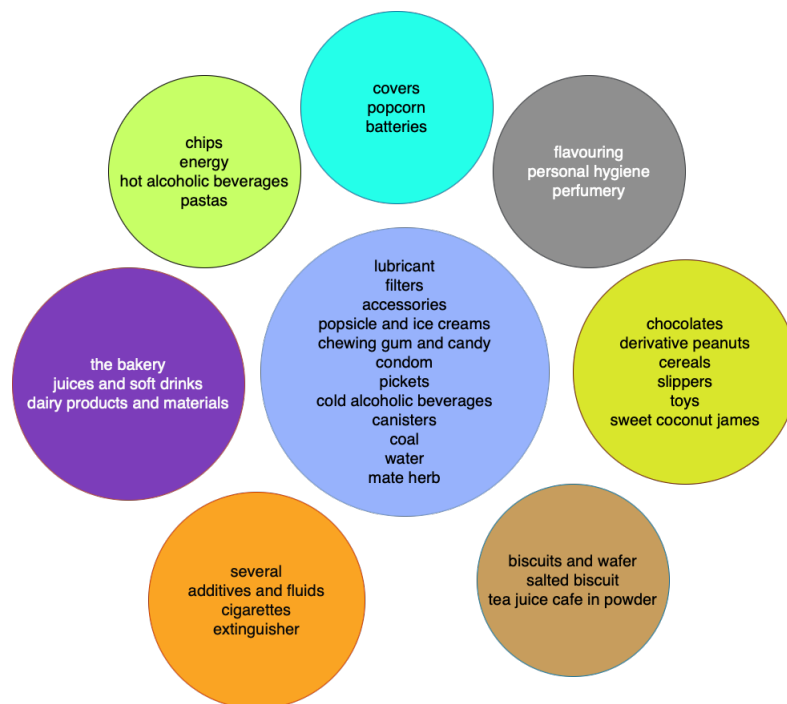 covers
popcorn
batteries
chips
energy
hot alcoholic beverages
pastas
flavouring
personal hygiene
perfumery
lubricant
filters
accessories
popsicle and ice creams
chewing gum and candy
condom
pickets
cold alcoholic beverages
canisters
coal
water
mate herb
the bakery
juices and soft drinks
dairy products and materials
chocolates
derivative peanuts
cereals
slippers
toys
sweet coconut james
several
additives and fluids
cigarettes
extinguisher
biscuits and wafer
salted biscuit
tea juice cafe in powder